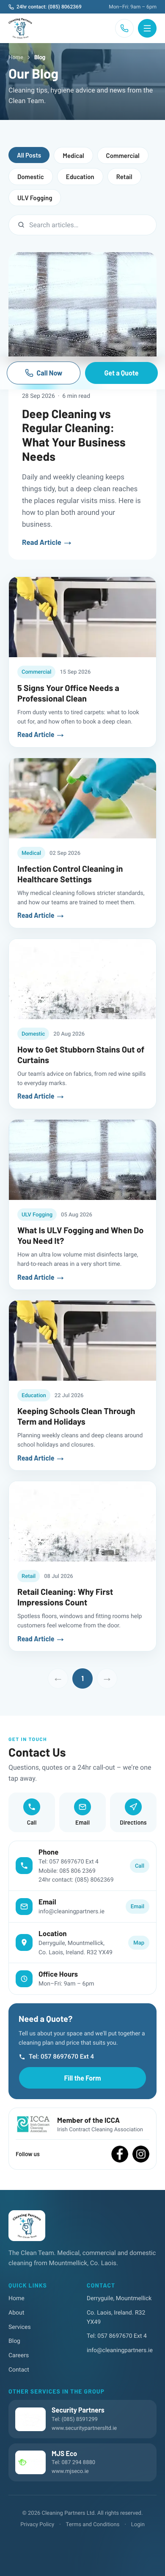 24hr contact: (085) 8062369
Mon–Fri: 9am – 6pm
Home
Blog
Our Blog
Cleaning tips, hygiene advice and news from the Clean Team.
All Posts
Medical
Commercial
Domestic
Education
Retail
ULV Fogging
Search articles...
Call Now
Get a Quote
28 Sep 2026 · 6 min read
Deep Cleaning vs
Regular Cleaning:
What Your Business
Needs
Daily and weekly cleaning keeps
things tidy, but a deep clean reaches
the places regular visits miss. Here is
how to plan both around your
business.
Read Article →
Commercial 15 Sep 2026
5 Signs Your Office Needs a
Professional Clean
From dusty vents to tired carpets: what to look
out for, and how often to book a deep clean.
Read Article →
Medical 02 Sep 2026
Infection Control Cleaning in
Healthcare Settings
Why medical cleaning follows stricter standards,
and how our teams are trained to meet them.
Read Article →
Domestic 20 Aug 2026
How to Get Stubborn Stains Out of
Curtains
Our team's advice on fabrics, from red wine spills
to everyday marks.
Read Article →
ULV Fogging 05 Aug 2026
What Is ULV Fogging and When Do
You Need It?
How an ultra low volume mist disinfects large,
hard-to-reach areas in a very short time.
Read Article →
Education 22 Jul 2026
Keeping Schools Clean Through
Term and Holidays
Planning weekly cleans and deep cleans around
school holidays and closures.
Read Article →
Retail 08 Jul 2026
Retail Cleaning: Why First
Impressions Count
Spotless floors, windows and fitting rooms help
customers feel welcome from the door.
Read Article →
← 1 →
GET IN TOUCH
Contact Us
Quotations, questions or a 24hr call-out – we're one
tap away.
Call
Email
Directions
Phone
Tel: 057 8697670 Ext 4
Mobile: 085 806 2369
24hr contact: (085) 8062369
Call
Email
info@cleaningpartners.ie
Email
Location
Derryguile, Mountmellick,
Co. Laois, Ireland. R32 YX49
Map
Office Hours
Mon–Fri: 9am – 6pm
Need a Quote?
Tell us about your space and we'll put together a
cleaning plan and price that suits you.
Tel: 057 8697670 Ext 4
Fill the Form
ICCA
Member of the ICCA
Irish Contract Cleaning Association
Follow us
The Clean Team. Medical, commercial and domestic
cleaning from Mountmellick, Co. Laois.
QUICK LINKS
Home
About
Services
Blog
Careers
Contact
CONTACT
Derryguile, Mountmellick
Co. Laois, Ireland. R32
YX49
Tel: 057 8697670 Ext 4
info@cleaningpartners.ie
OTHER SERVICES IN THE GROUP
Security Partners
Tel: (085) 8591299
www.securitypartnersltd.ie
MJS Eco
Tel: 087 294 8880
www.mjseco.ie
© 2026 Cleaning Partners Ltd. All rights reserved.
Privacy Policy · Terms and Conditions · Login